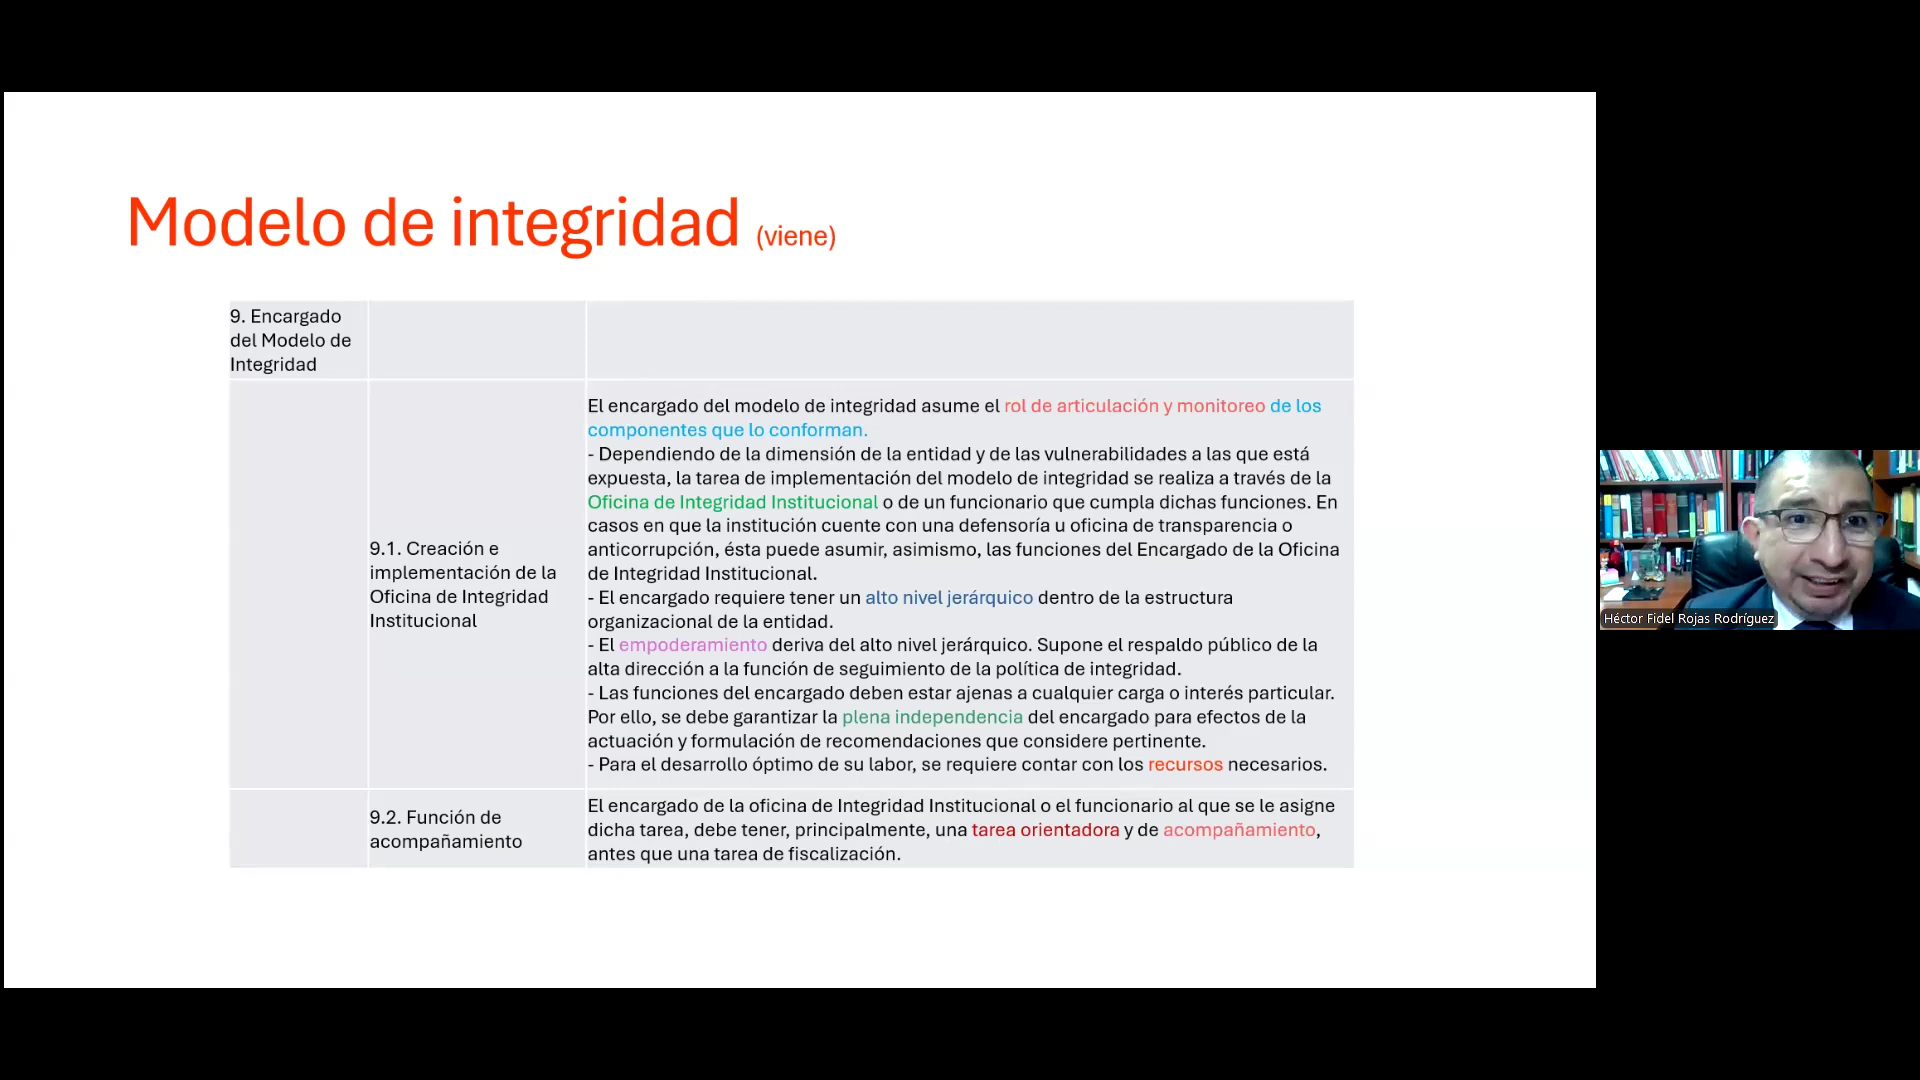 Modelo de integridad (viene)
9. Encargado
del Modelo de
Integridad
9.1. Creación e
implementación de la
Oficina de Integridad
Institucional
El encargado del modelo de integridad asume el rol de articulación y monitoreo de los
componentes que lo conforman.
- Dependiendo de la dimensión de la entidad y de las vulnerabilidades a las que está
expuesta, la tarea de implementación del modelo de integridad se realiza a través de la
Oficina de Integridad Institucional o de un funcionario que cumpla dichas funciones. En
casos en que la institución cuente con una defensoría u oficina de transparencia o
anticorrupción, ésta puede asumir, asimismo, las funciones del Encargado de la Oficina
de Integridad Institucional.
- El encargado requiere tener un alto nivel jerárquico dentro de la estructura
organizacional de la entidad.
- El empoderamiento deriva del alto nivel jerárquico. Supone el respaldo público de la
alta dirección a la función de seguimiento de la política de integridad.
- Las funciones del encargado deben estar ajenas a cualquier carga o interés particular.
Por ello, se debe garantizar la plena independencia del encargado para efectos de la
actuación y formulación de recomendaciones que considere pertinente.
- Para el desarrollo óptimo de su labor, se requiere contar con los recursos necesarios.
9.2. Función de
acompañamiento
El encargado de la oficina de Integridad Institucional o el funcionario al que se le asigne
dicha tarea, debe tener, principalmente, una tarea orientadora y de acompañamiento,
antes que una tarea de fiscalización.
Héctor Fidel Rojas Rodríguez